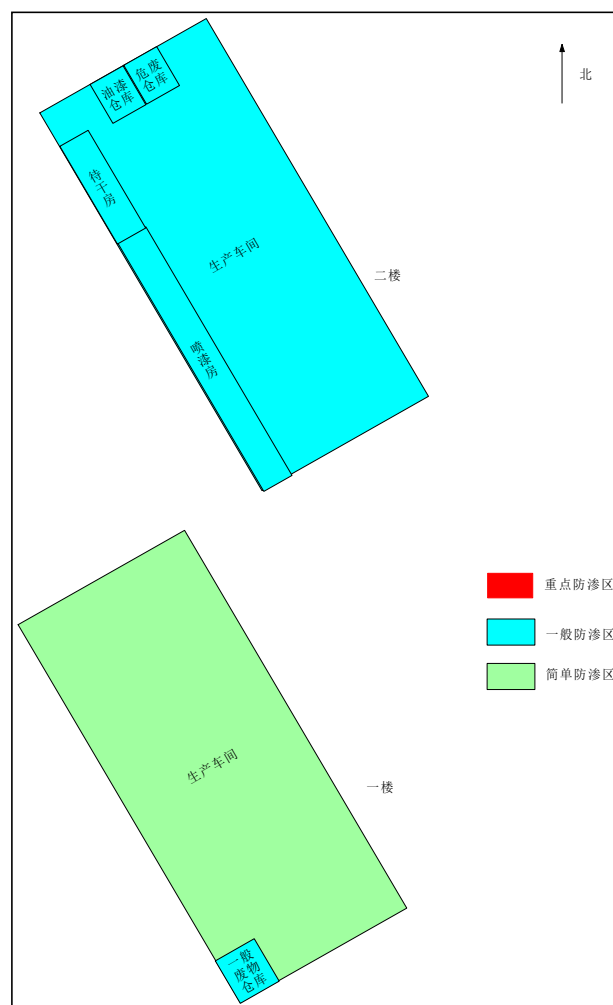 油漆
仓库
危废
仓库
北
待干房
生产车间
二楼
喷漆房
重点防渗区
一般防渗区
简单防渗区
生产车间
一楼
一般
废物
仓库